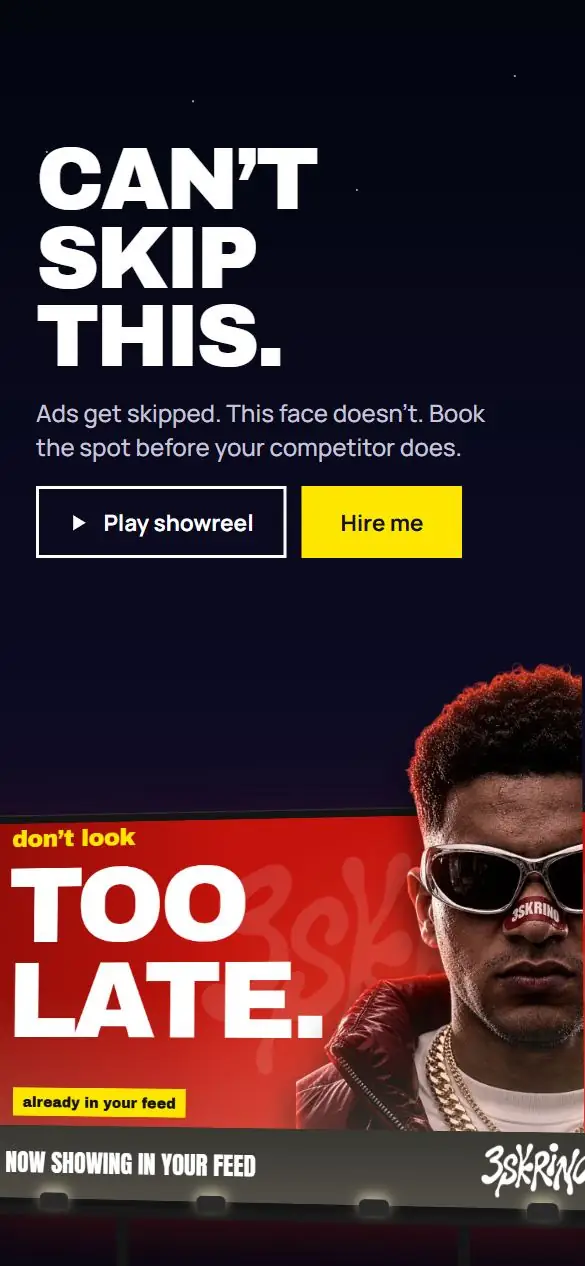 CAN’T
SKIP
THIS.
Ads get skipped. This face doesn’t. Book
the spot before your competitor does.
Play showreel
Hire me
don’t look
TOO
LATE.
3SKRINO
already in your feed
NOW SHOWING IN YOUR FEED
3SKRINO